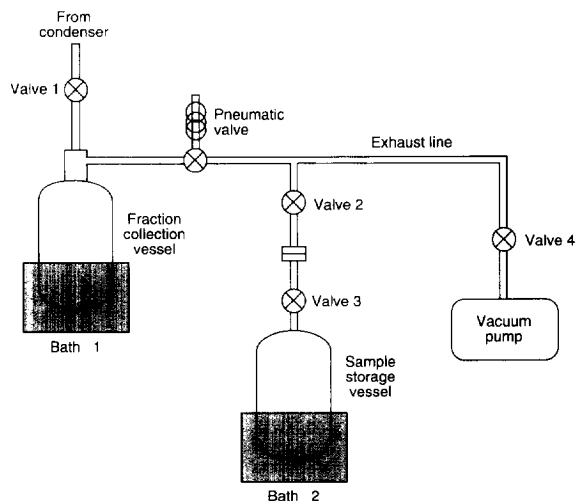 From
condenser
Valve 1
Pneumatic
valve
Exhaust line
Valve 2
Fraction
collection
vessel
Valve 4
Valve 3
Vacuum
pump
Bath 1
Sample
storage
vessel
Bath 2